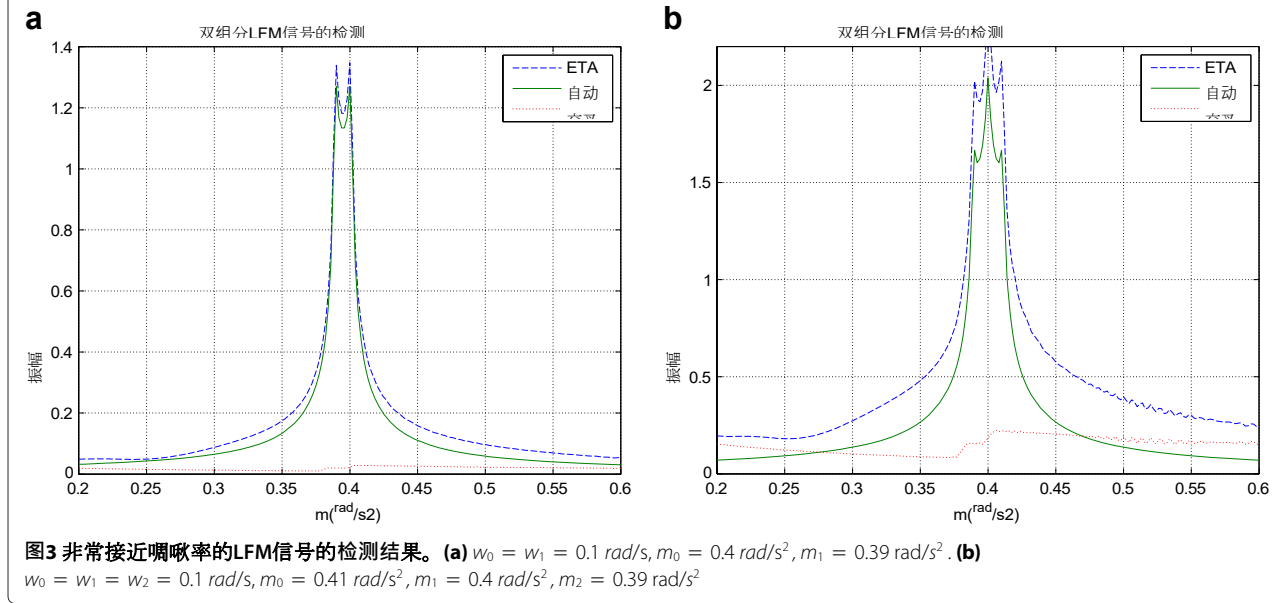 a
双组分LFM信号的检测
1.4
1.2
1
0.8
0.6
0.4
0.2
0
振幅
ETA
自动
0.2 0.25 0.3 0.35 0.4 0.45 0.5 0.55 0.6
m(rad/s2)
b
双组分LFM信号的检测
2
1.5
1
0.5
0
振幅
ETA
自动
0.2 0.25 0.3 0.35 0.4 0.45 0.5 0.55 0.6
m(rad/s2)
图3 非常接近啁啾率的LFM信号的检测结果。(a) w₀ = w₁ = 0.1 rad/s, m₀ = 0.4 rad/s², m₁ = 0.39 rad/s² . (b)
w₀ = w₁ = w₂ = 0.1 rad/s, m₀ = 0.41 rad/s², m₁ = 0.4 rad/s², m₂ = 0.39 rad/s²